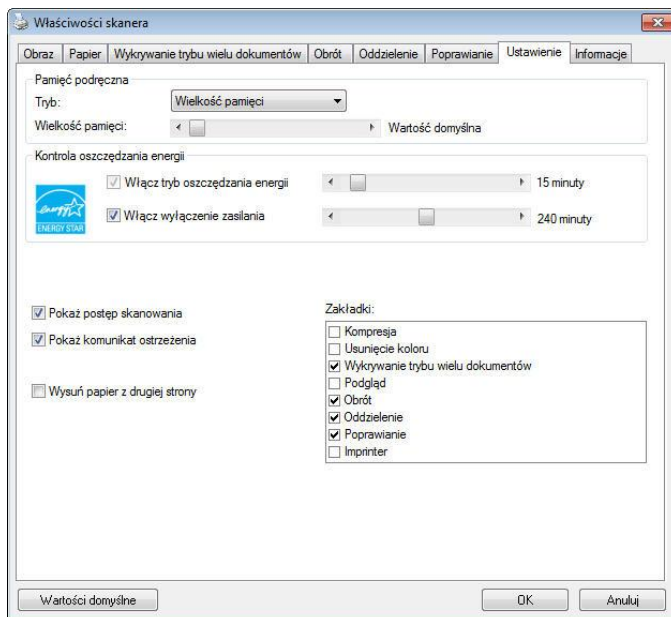 Właściwości skanera
Obraz Papier Wykrywanie trybu wielu dokumentów Obrót Oddzielenie Poprawianie Ustawienie Informacje
Pamięć podręczna
Tryb: Wielkość pamięci
Wielkość pamięci: Wartość domyślna
Kontrola oszczędzania energii
Włącz tryb oszczędzania energii 15 minuty
energy
ENERGY STAR
Włącz wyłączenie zasilania 240 minuty
Pokaż postęp skanowania
Pokaż komunikat ostrzeżenia
Wysuń papier z drugiej strony
Zakładki:
Kompresja
Usunięcie koloru
Wykrywanie trybu wielu dokumentów
Podgląd
Obrót
Oddzielenie
Poprawianie
Imprinter
Wartości domyślne OK Anuluj